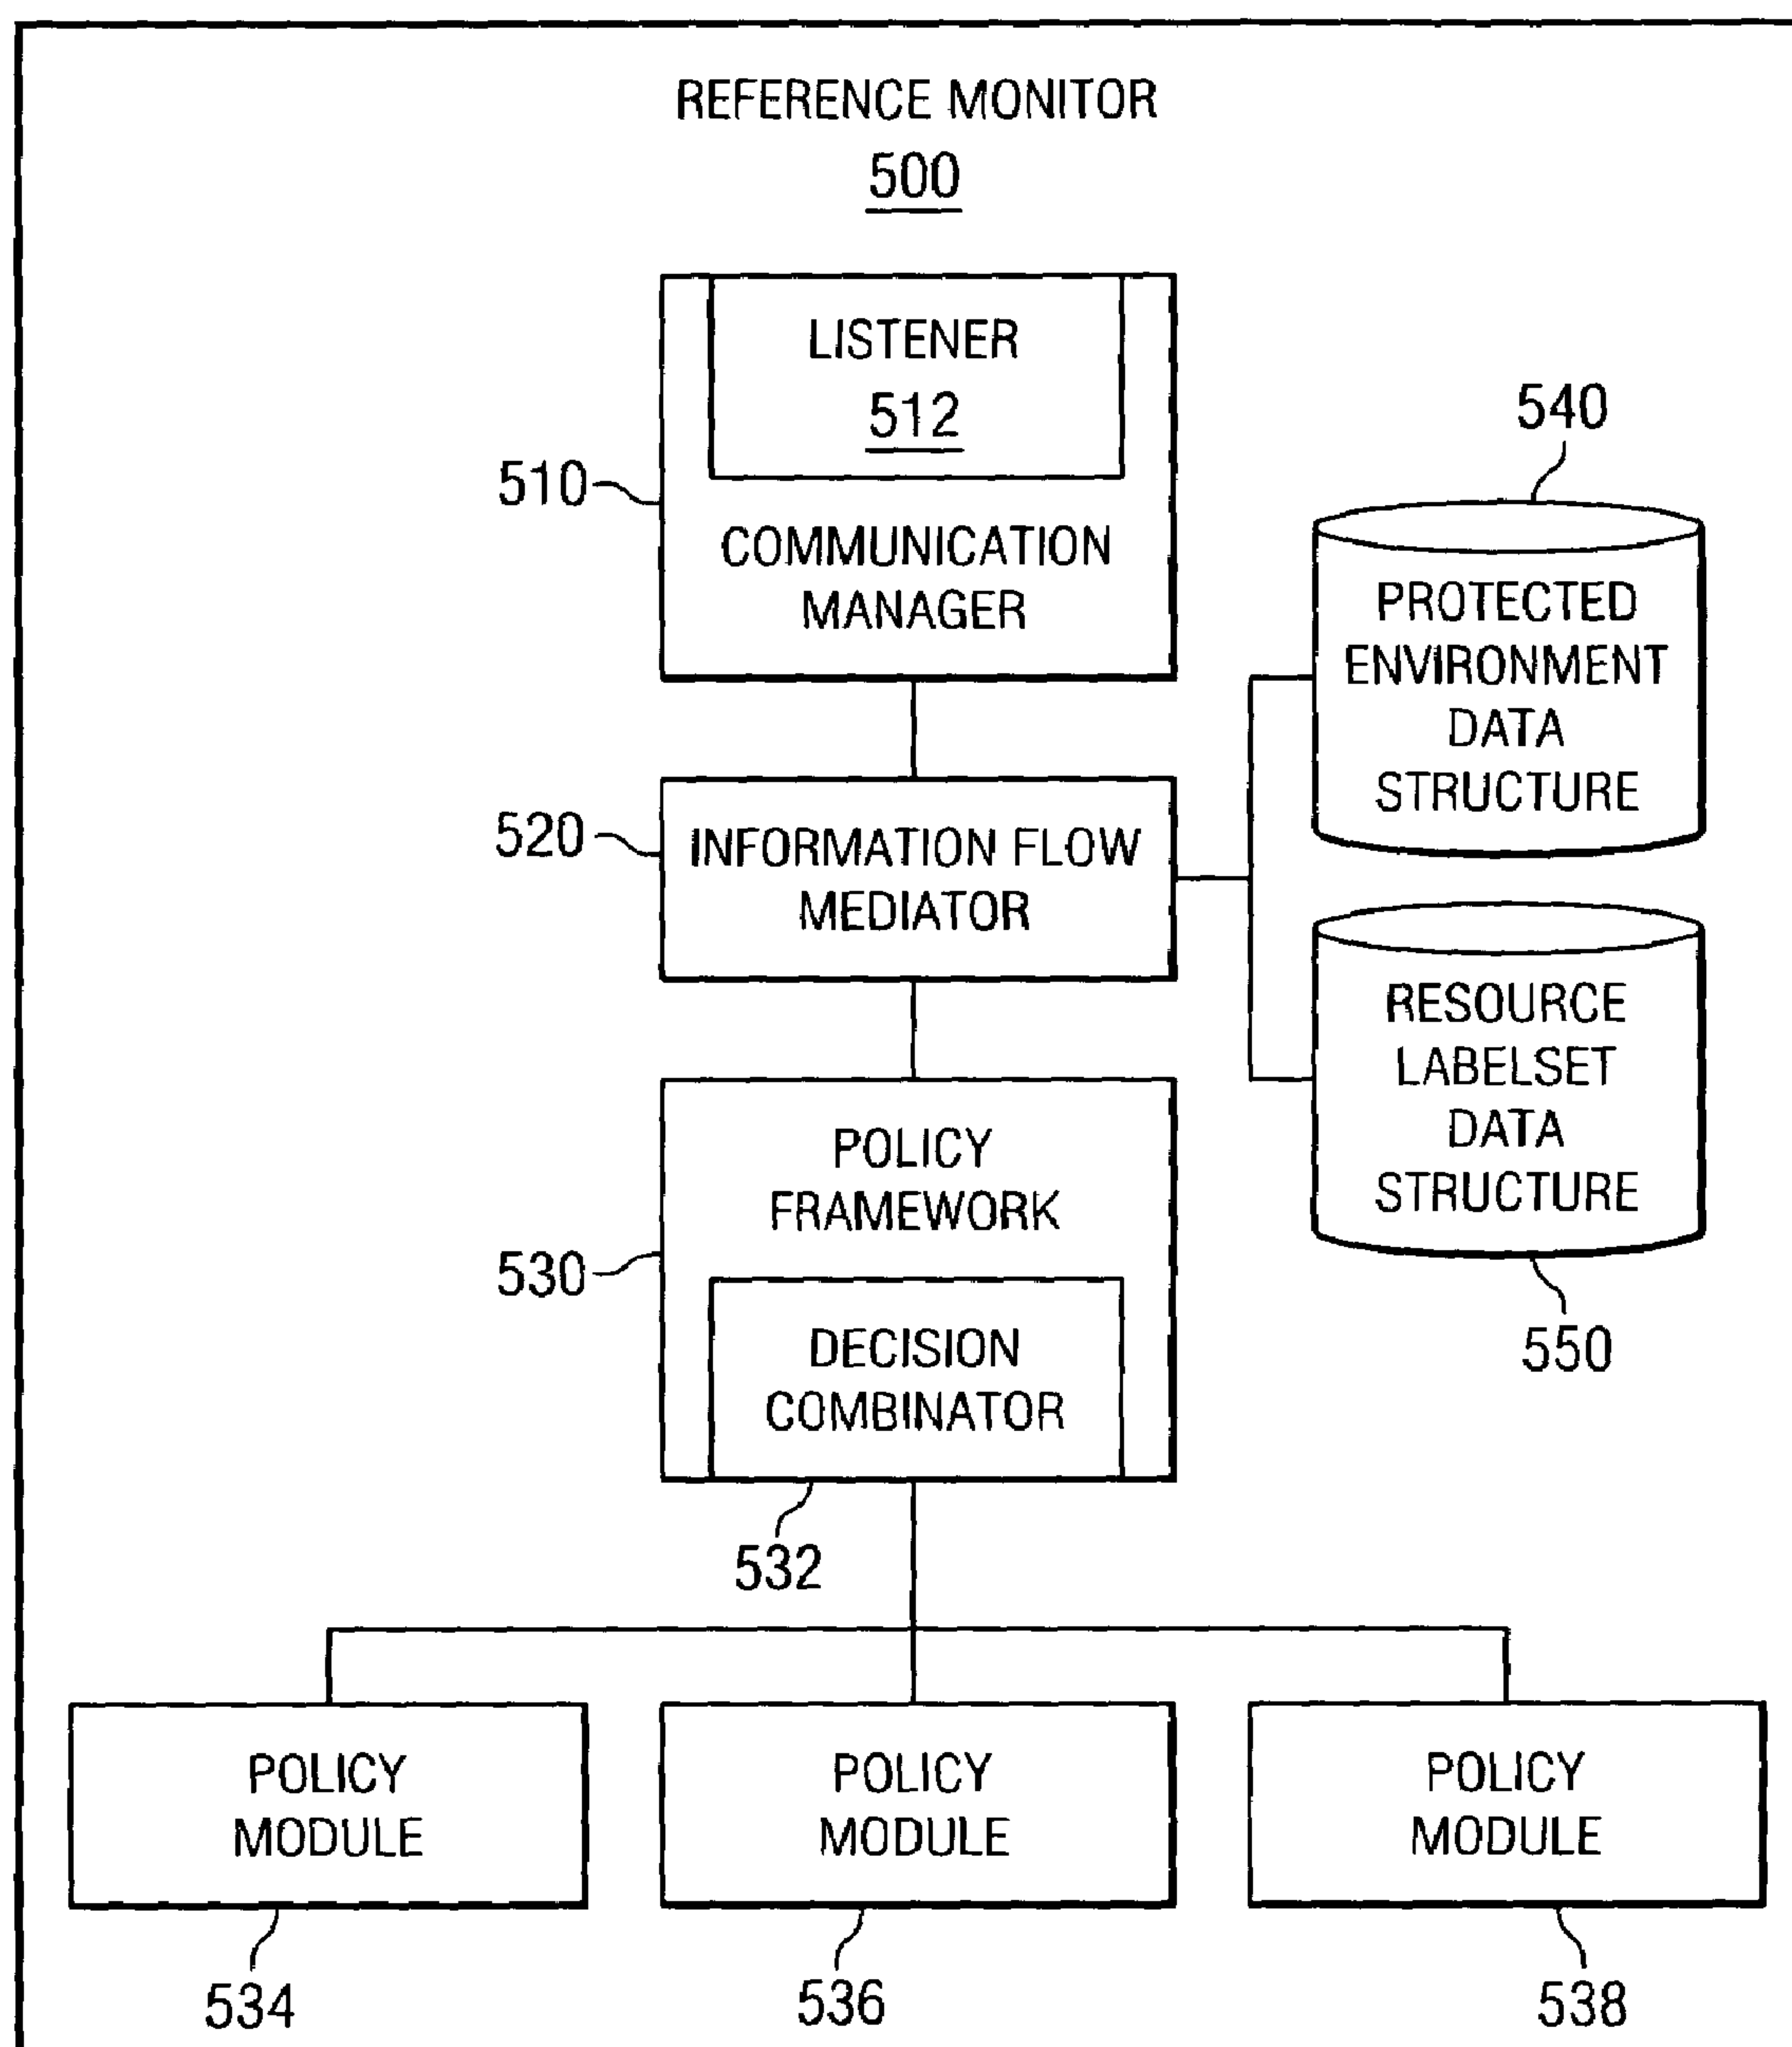 REFERENCE MONITOR
500
LISTENER
512
510
COMMUNICATION
MANAGER
540
PROTECTED
ENVIRONMENT
DATA
STRUCTURE
520
INFORMATION FLOW
MEDIATOR
RESOURCE
LABELSET
DATA
STRUCTURE
550
POLICY
FRAMEWORK
530
DECISION
COMBINATOR
532
POLICY
MODULE
534
POLICY
MODULE
536
POLICY
MODULE
538